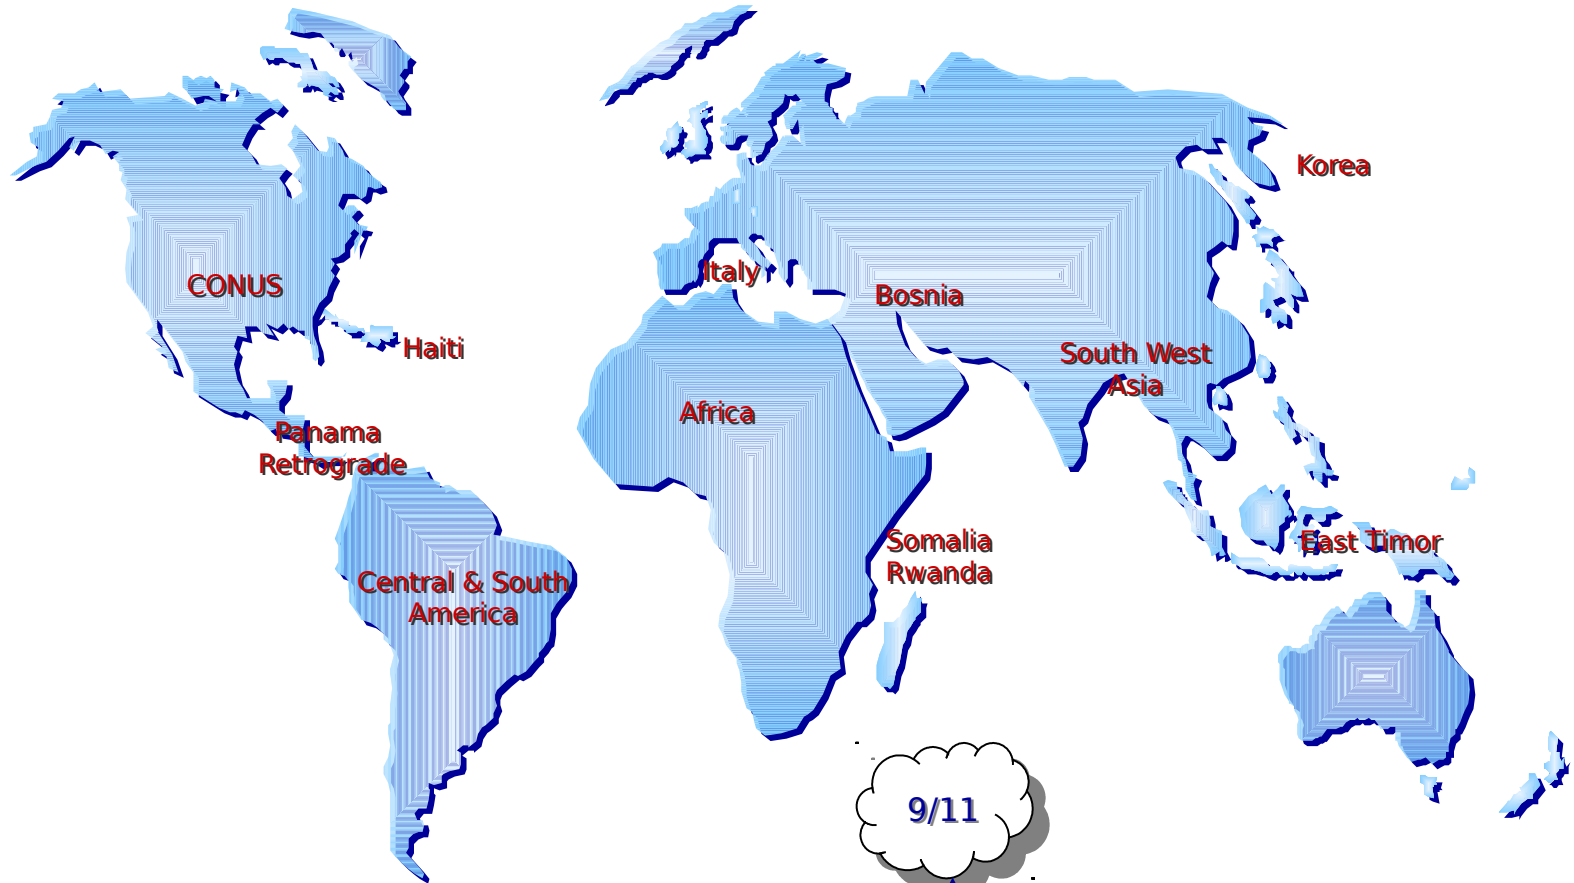 Korea
Italy
CONUS
Bosnia
Haiti
South West
Asia
Africa
Panama
Retrograde
Somalia
Rwanda
East Timor
Central & South
America
9/11